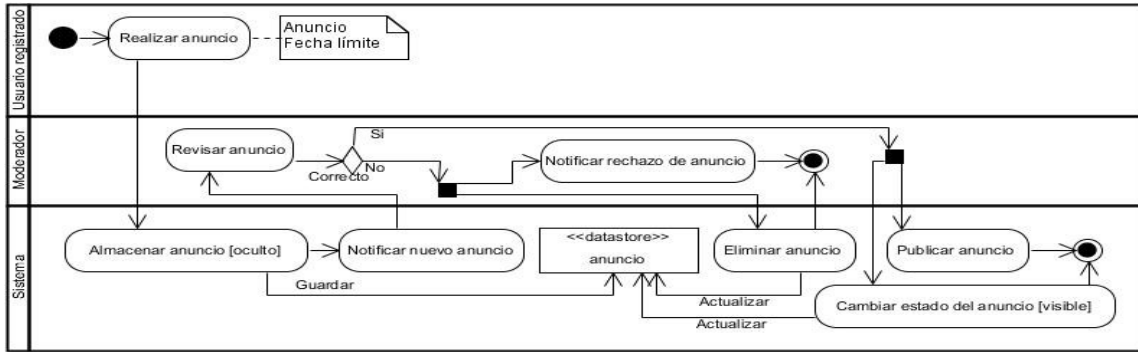 Usuario registrado
Realizar anuncio
Anuncio
Fecha límite
Moderador
Revisar anuncio
Correcto
Si
No
Notificar rechazo de anuncio
Sistema
Almacenar anuncio [oculto]
Notificar nuevo anuncio
<<datastore>>
anuncio
Eliminar anuncio
Publicar anuncio
Guardar
Actualizar
Actualizar
Cambiar estado del anuncio [visible]